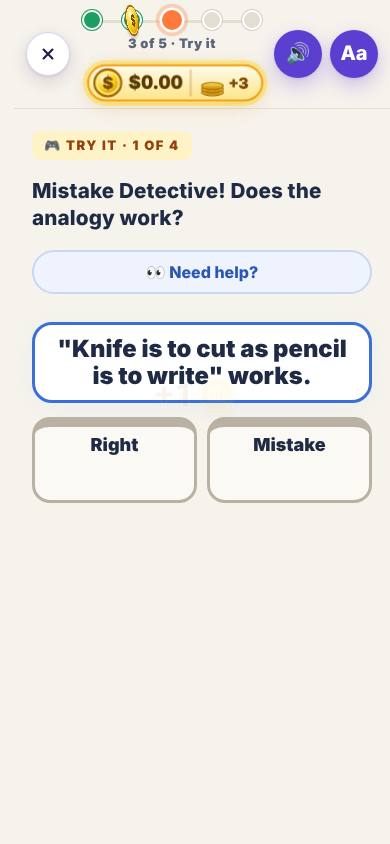 3 of 5 · Try it
$0.00
+3
Aa
🎮 TRY IT · 1 OF 4
Mistake Detective! Does the
analogy work?
👀 Need help?
"Knife is to cut as pencil
is to write" works.
Right
Mistake